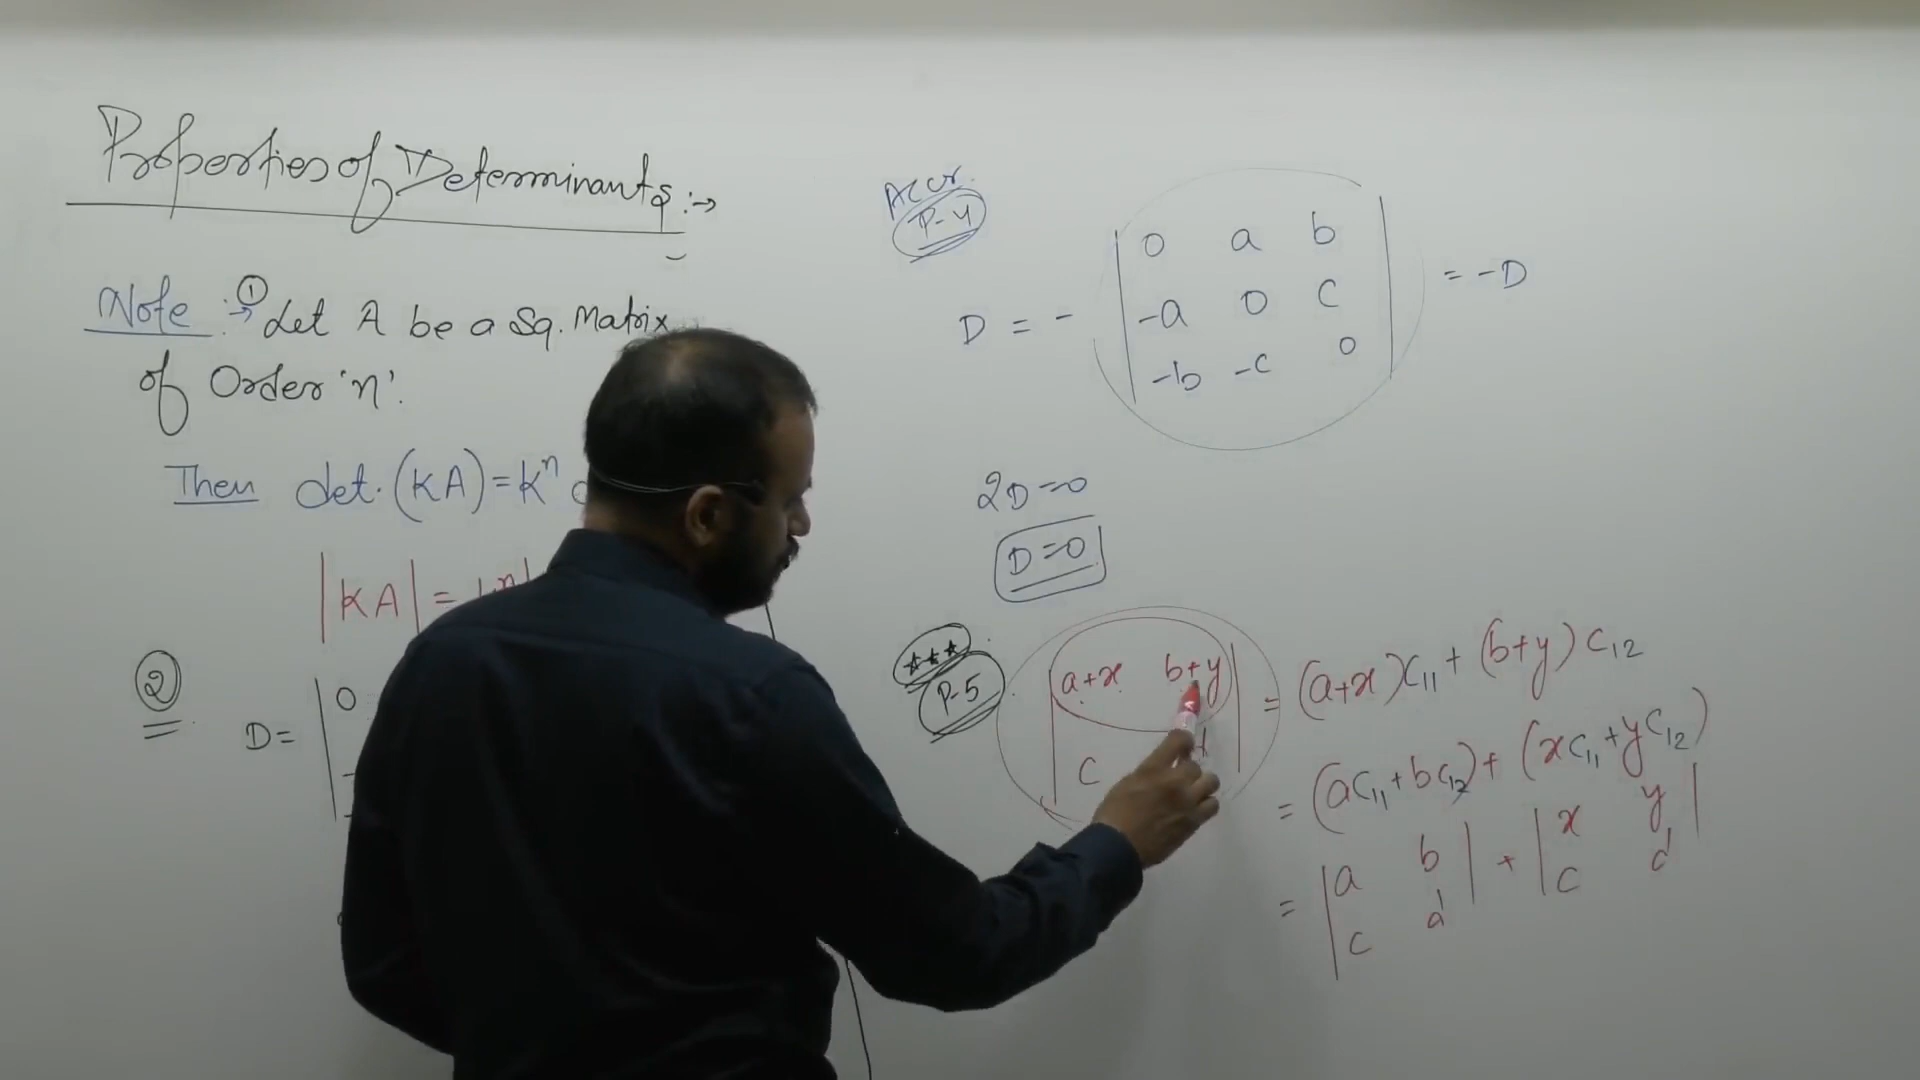 Properties of Determinants :→
Note :→ ① Let A be a Sq. Matrix
of Order 'n'.
Then det. (KA) = kⁿ
|KA| =
②
D= | 0
Accr.
P-4
D = - | 0 a b | = -D
| -a 0 c |
| -b -c 0 |
2D=0
D=0
★★★
P-5
| a+x b+y | = (a+x)C₁₁ + (b+y)C₁₂
| c
= (aC₁₁+bC₁₂) + (xC₁₁+yC₁₂)
= | a b | + | x y |
| c d | | c d |